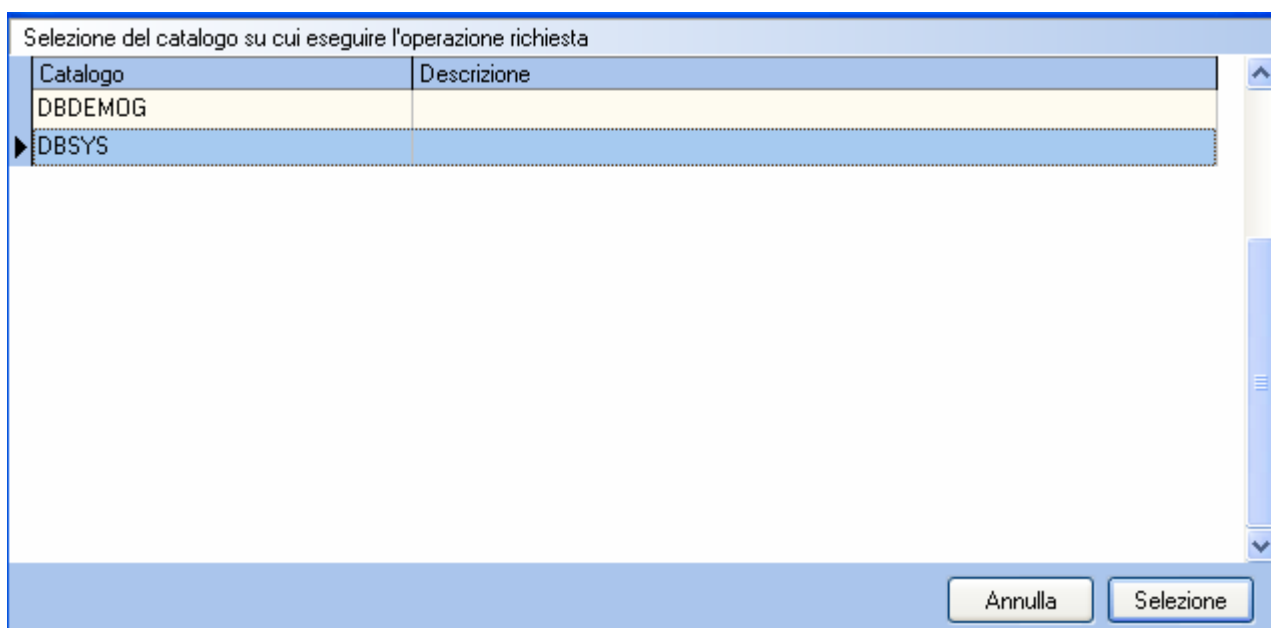 Selezione del catalogo su cui eseguire l'operazione richiesta
Catalogo Descrizione
DBDEMOG
DBSYS
Annulla Selezione